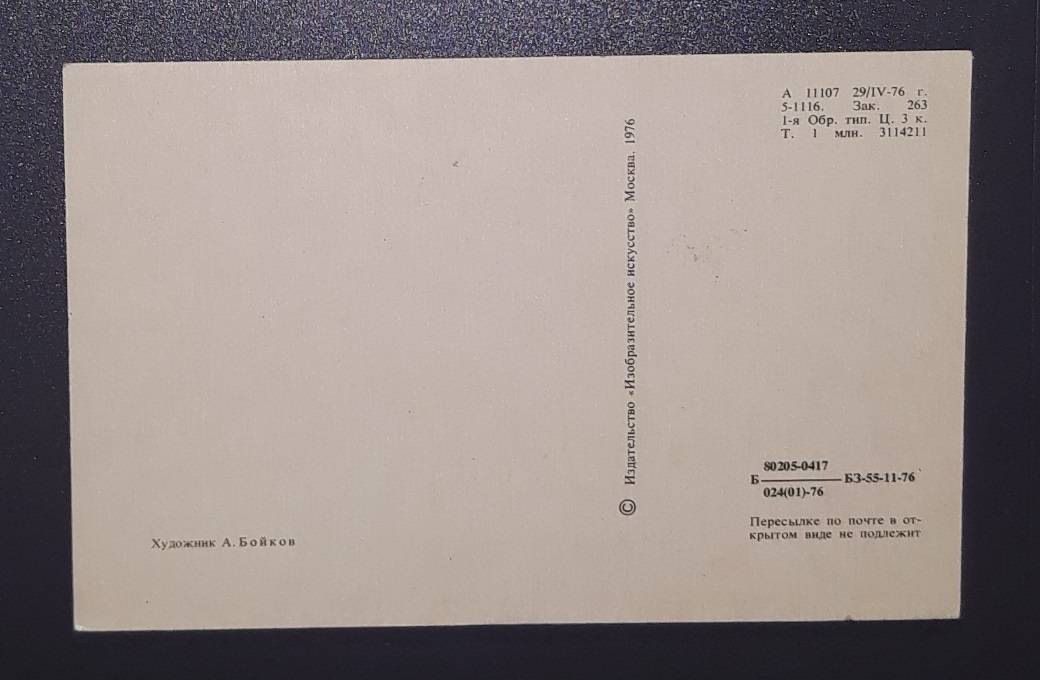 А 11107 29/IV-76 г.
5-1116. Зак. 263
1-я Обр. тип. Ц. 3 к.
Т. 1 млн. 3114211
© Издательство «Изобразительное искусство» Москва. 1976
80205-0417
Б БЗ-55-11-76
024(01)-76
Пересылке по почте в от-
крытом виде не подлежит
Художник А. Бойков